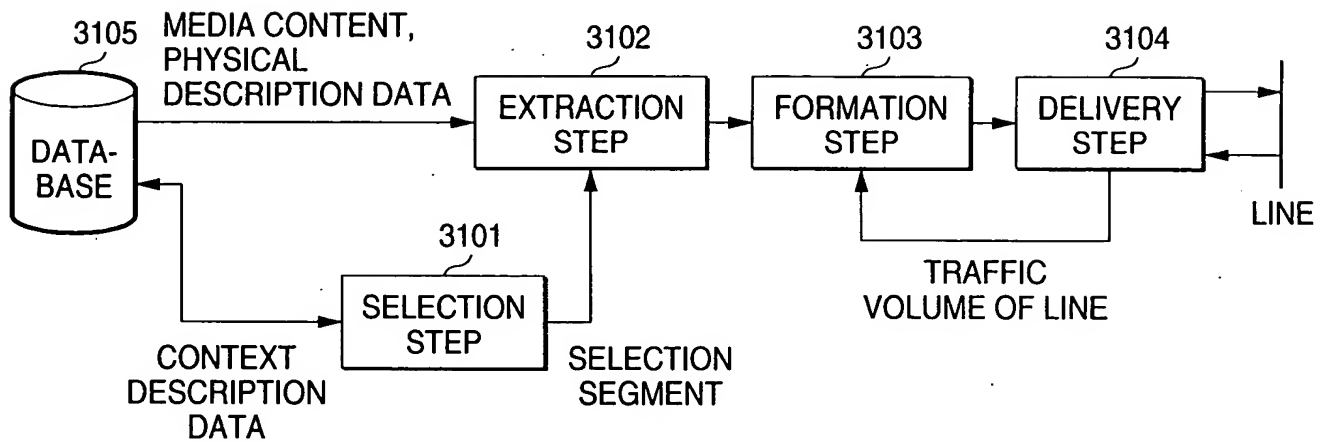 3105
MEDIA CONTENT,
PHYSICAL
DESCRIPTION DATA
3102
3103
3104
DATA-
BASE
EXTRACTION
STEP
FORMATION
STEP
DELIVERY
STEP
LINE
3101
SELECTION
STEP
TRAFFIC
VOLUME OF LINE
CONTEXT
DESCRIPTION
DATA
SELECTION
SEGMENT